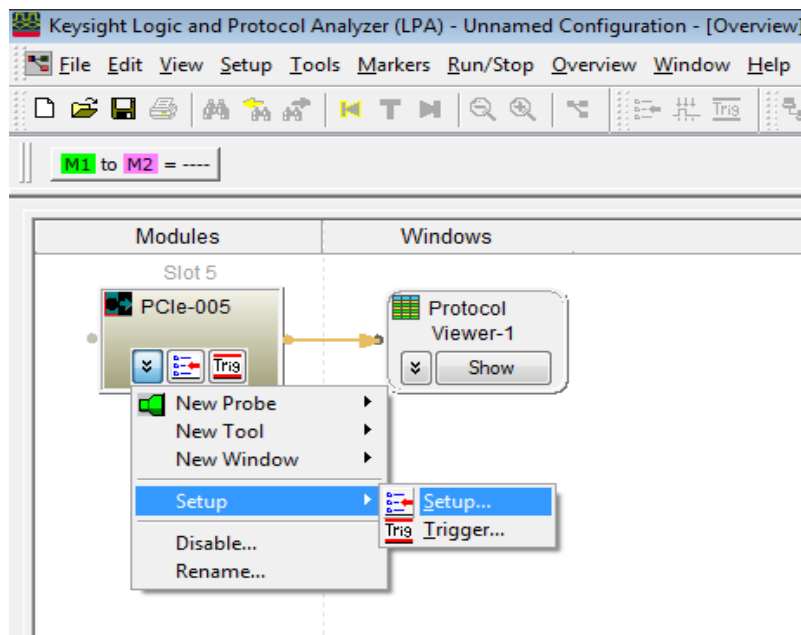 Keysight Logic and Protocol Analyzer (LPA) - Unnamed Configuration - [Overview]
File Edit View Setup Tools Markers Run/Stop Overview Window Help
T Trig
M1 to M2 = ----
Modules Windows
Slot 5
PCIe-005
Protocol
Viewer-1
Trig
Show
New Probe
New Tool
New Window
Setup
Setup...
Trig Trigger...
Disable...
Rename...